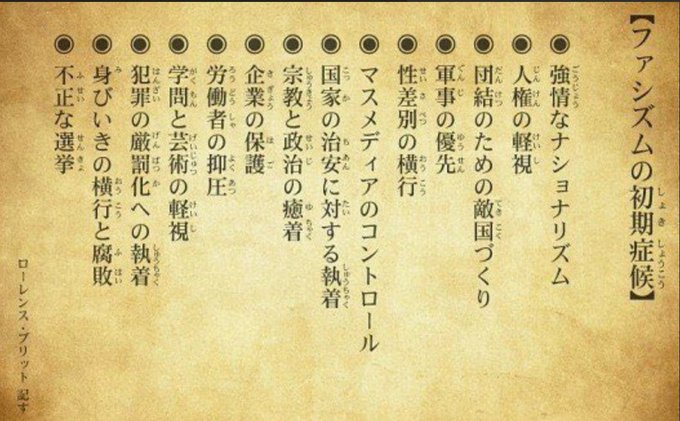 【ファシズムの初期症候】
◉強情なナショナリズム
◉人権の軽視
◉団結のための敵国づくり
◉軍事の優先
◉性差別の横行
◉マスメディアのコントロール
◉国家の治安に対する執着
◉宗教と政治の癒着
◉企業の保護
◉労働者の抑圧
◉学問と芸術の軽視
◉犯罪の厳罰化への執着
◉身びいきの横行と腐敗
◉不正な選挙
ローレンス・ブリット 記す